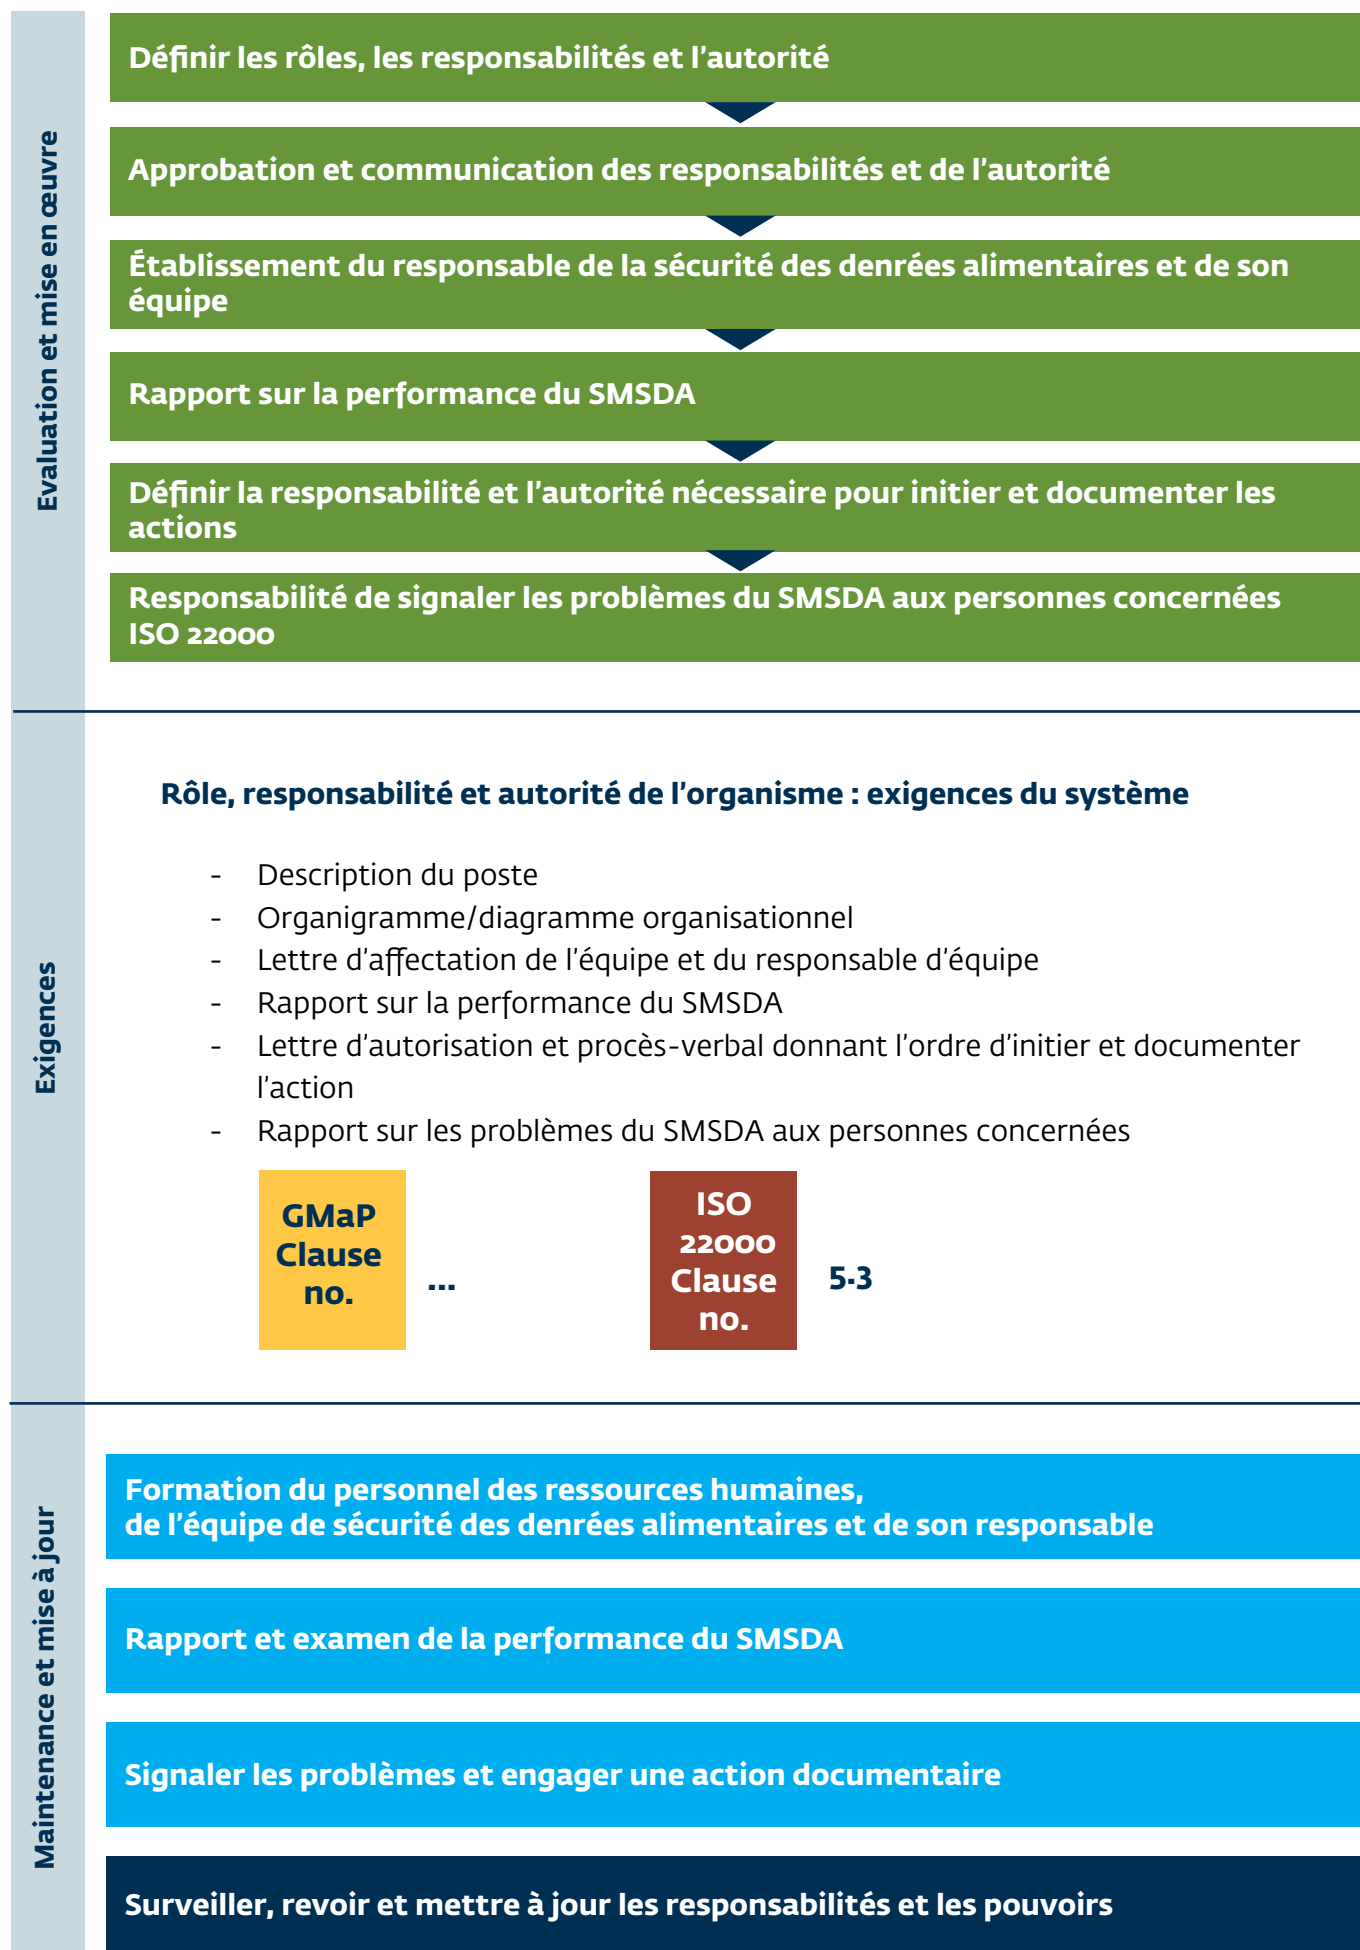 Evaluation et mise en œuvre
Définir les rôles, les responsabilités et l'autorité
Approbation et communication des responsabilités et de l'autorité
Établissement du responsable de la sécurité des denrées alimentaires et de son
équipe
Rapport sur la performance du SMSDA
Définir la responsabilité et l'autorité nécessaire pour initier et documenter les
actions
Responsabilité de signaler les problèmes du SMSDA aux personnes concernées
ISO 22000
Exigences
Rôle, responsabilité et autorité de l'organisme : exigences du système
- Description du poste
- Organigramme/diagramme organisationnel
- Lettre d'affectation de l'équipe et du responsable d'équipe
- Rapport sur la performance du SMSDA
- Lettre d'autorisation et procès-verbal donnant l'ordre d'initier et documenter
l'action
- Rapport sur les problèmes du SMSDA aux personnes concernées
GMaP
Clause
no.
...
ISO
22000
Clause
no.
5.3
Maintenance et mise à jour
Formation du personnel des ressources humaines,
de l'équipe de sécurité des denrées alimentaires et de son responsable
Rapport et examen de la performance du SMSDA
Signaler les problèmes et engager une action documentaire
Surveiller, revoir et mettre à jour les responsabilités et les pouvoirs